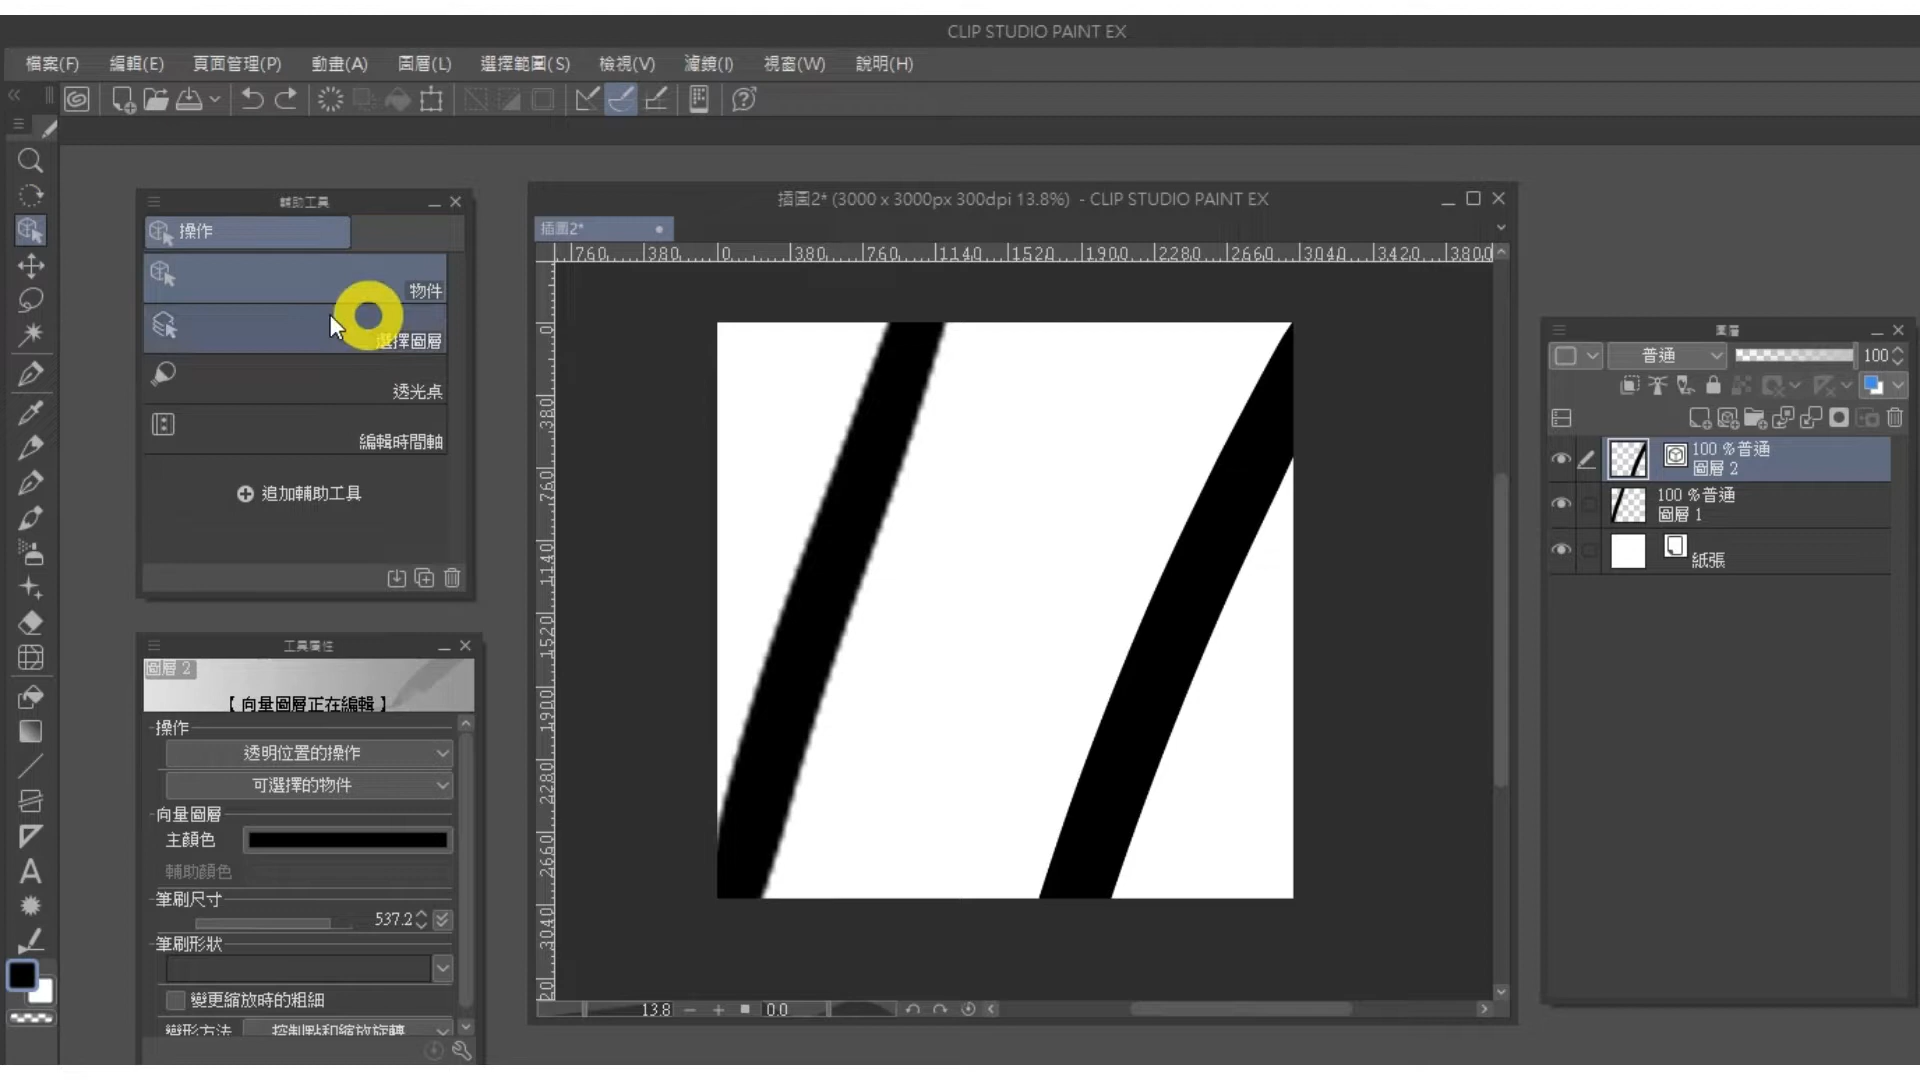 CLIP STUDIO PAINT EX
檔案(F) 編輯(E) 頁面管理(P) 動畫(A) 圖層(L) 選擇範圍(S) 檢視(V) 濾鏡(I) 視窗(W) 說明(H)
輔助工具
操作
物件
選擇圖層
透光点
編輯時間軸
追加輔助工具
工具屬性
圖層 2
【 向量圖層正在編輯 】
操作
透明位置的操作
可選擇的物件
向量圖層
主顏色
輔助顏色
筆刷尺寸
537.2
筆刷形狀
變更縮放時的粗細
變形方法 控制點和縮放旋轉
插圖2* (3000 x 3000px 300dpi 13.8%) - CLIP STUDIO PAINT EX
插圖2*
760 380 0 380 760 1140 1520 1900 2280 2660 3040 3420 3800
0
380
760
1140
1520
1900
2280
2660
3040
13.8 0.0
圖層
普通 100
100 %普通
圖層 2
100 %普通
圖層 1
紙張